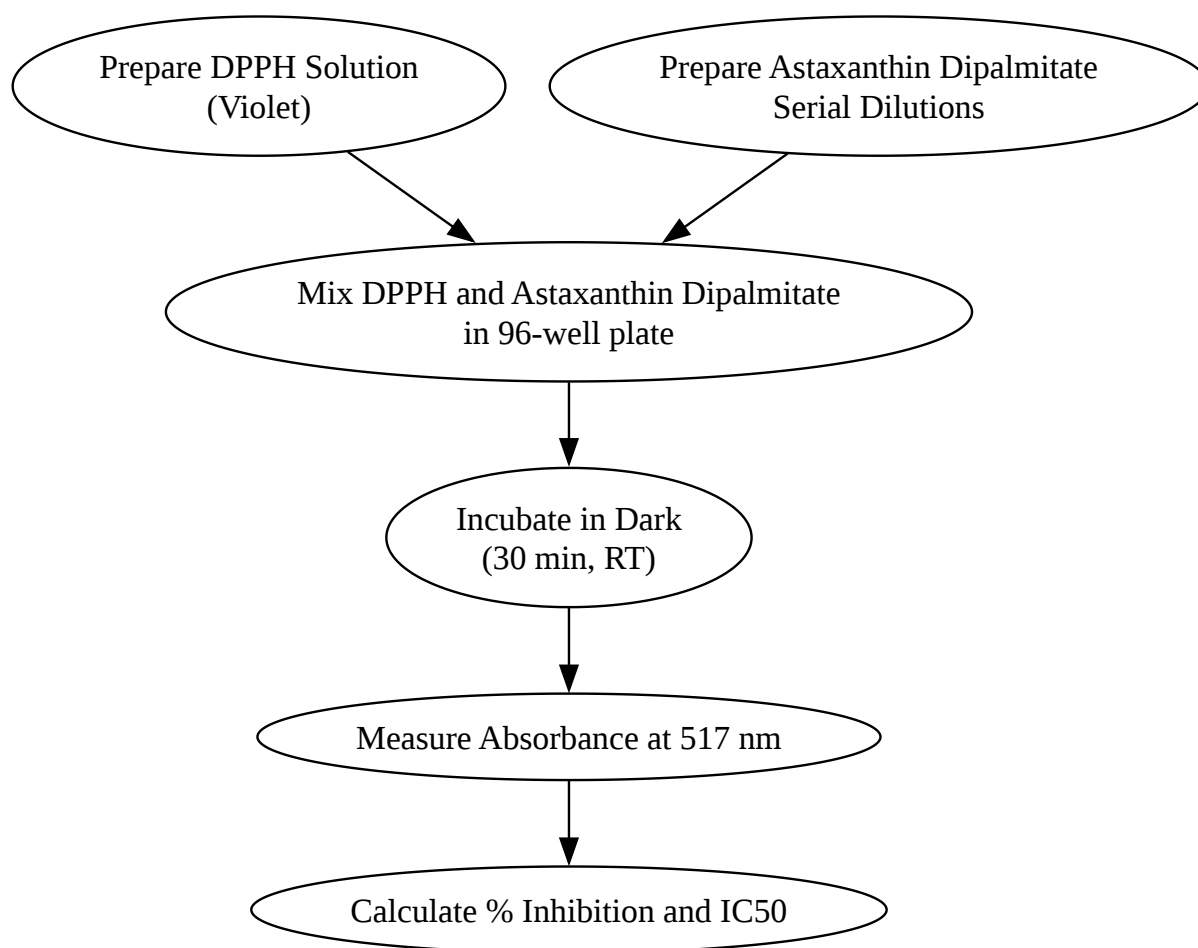 Prepare DPPH Solution
(Violet)
Prepare Astaxanthin Dipalmitate
Serial Dilutions
Mix DPPH and Astaxanthin Dipalmitate
in 96-well plate
Incubate in Dark
(30 min, RT)
Measure Absorbance at 517 nm
Calculate % Inhibition and IC50